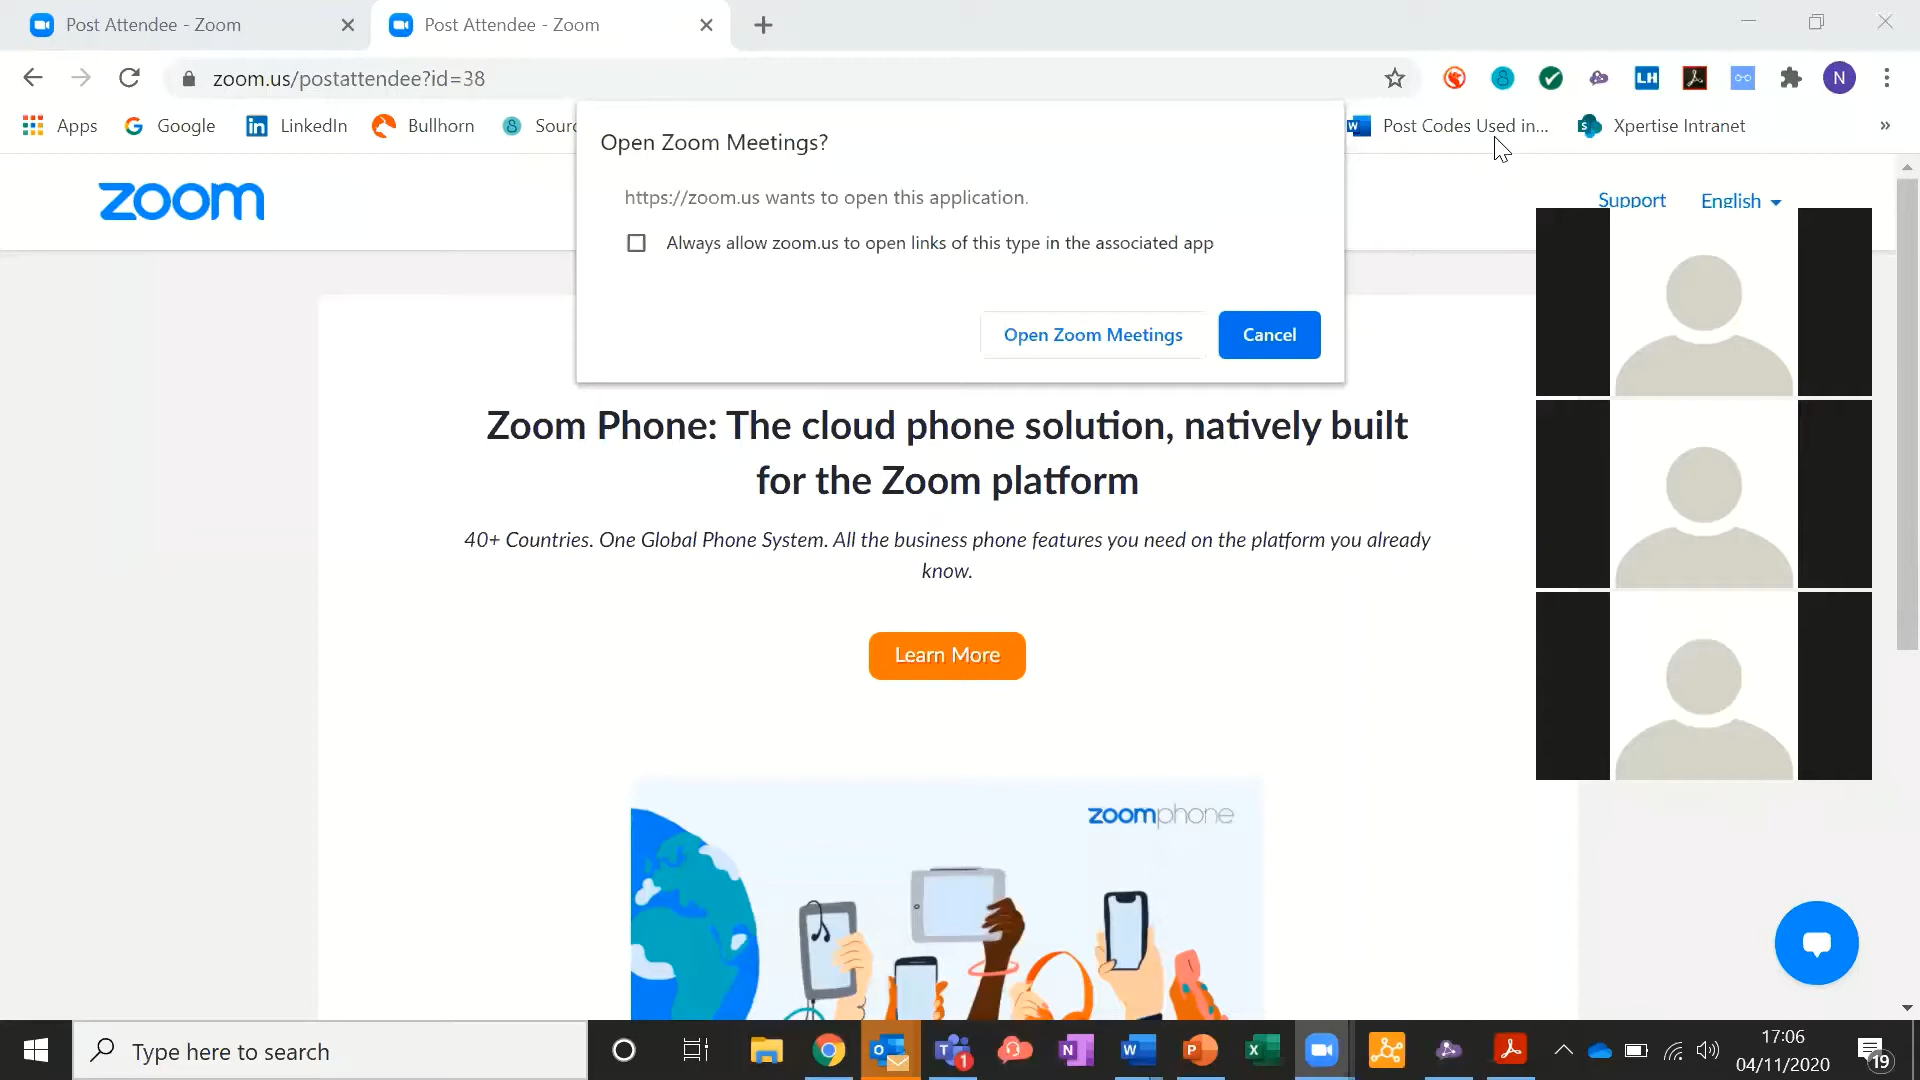 Post Attendee - Zoom
Post Attendee - Zoom
zoom.us/postattendee?id=38
N
LH
Apps
Google
LinkedIn
Bullhorn
Sourc
Post Codes Used in...
Xpertise Intranet
»
Open Zoom Meetings?
https://zoom.us wants to open this application.
Always allow zoom.us to open links of this type in the associated app
Open Zoom Meetings
Cancel
zoom
Support
English
Zoom Phone: The cloud phone solution, natively built
for the Zoom platform
40+ Countries. One Global Phone System. All the business phone features you need on the platform you already
know.
Learn More
zoomphone
Type here to search
17:06
04/11/2020
19